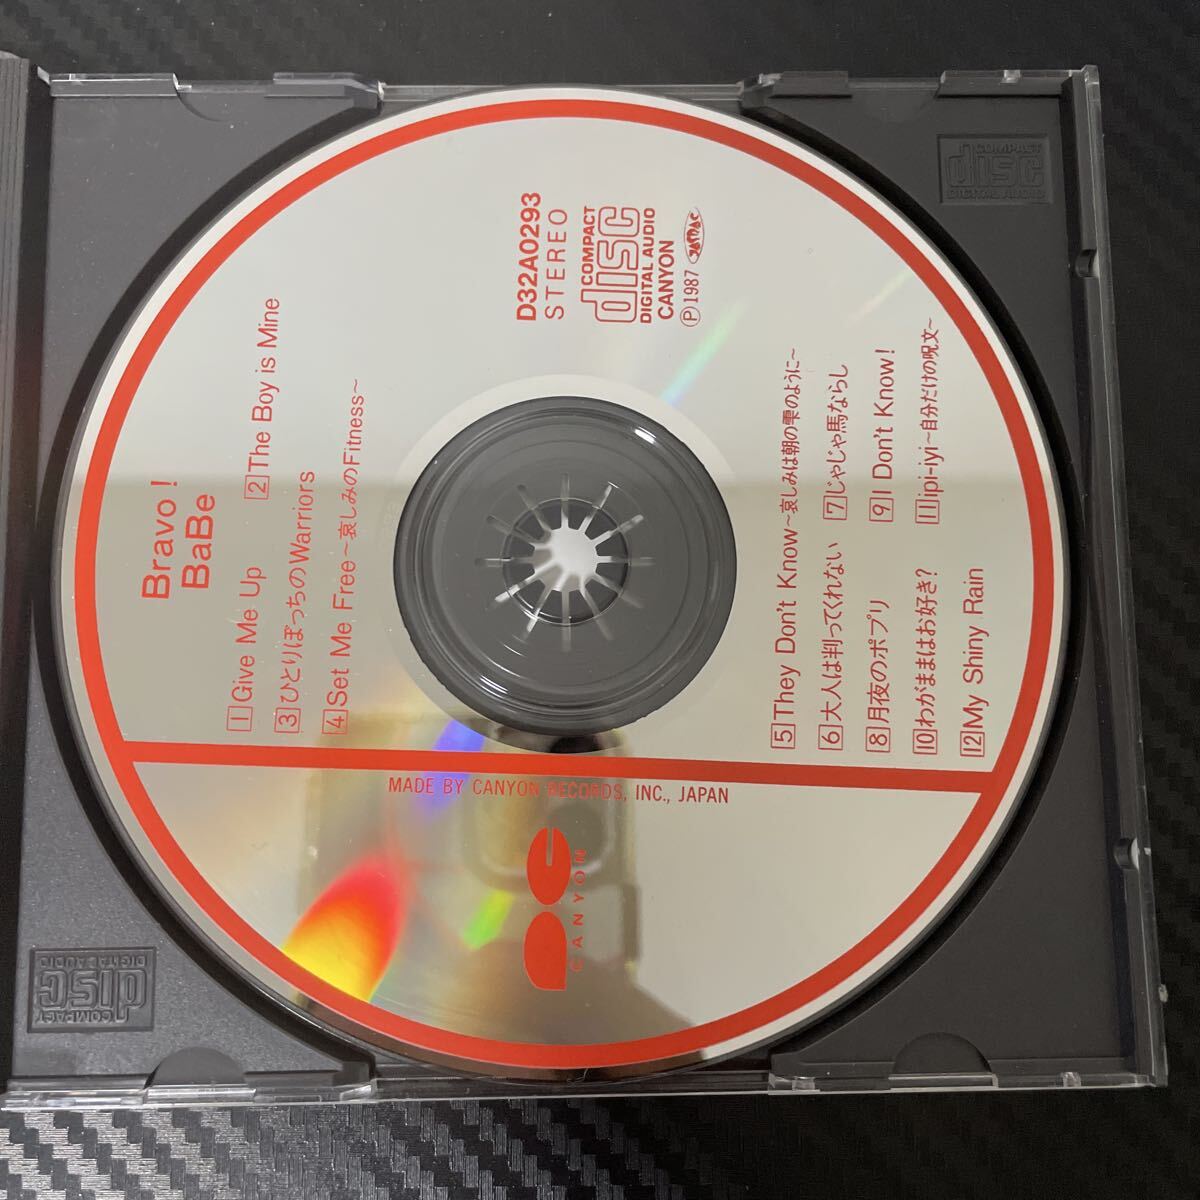 Bravo!
BaBe
1 Give Me Up 2 The Boy is Mine
3 ひとりぼっちのWarriors
4 Set Me Free~哀しみのFitness~
D32A0293
STEREO
COMPACT
disc
DIGITAL AUDIO
CANYON
Ⓟ1987 JASRAC
5 They Don't Know~哀しみは朝の雫のように~
6 大人は判ってくれない 7 じゃじゃ馬ならし
8 月夜のポプリ 9 I Don't Know!
10 わがままはお好き? 11 ipi-iyi~自分だけの呪文~
12 My Shiny Rain
MADE BY CANYON RECORDS, INC., JAPAN
CANYON
COMPACT
disc
DIGITAL AUDIO
COMPACT
disc
DIGITAL AUDIO